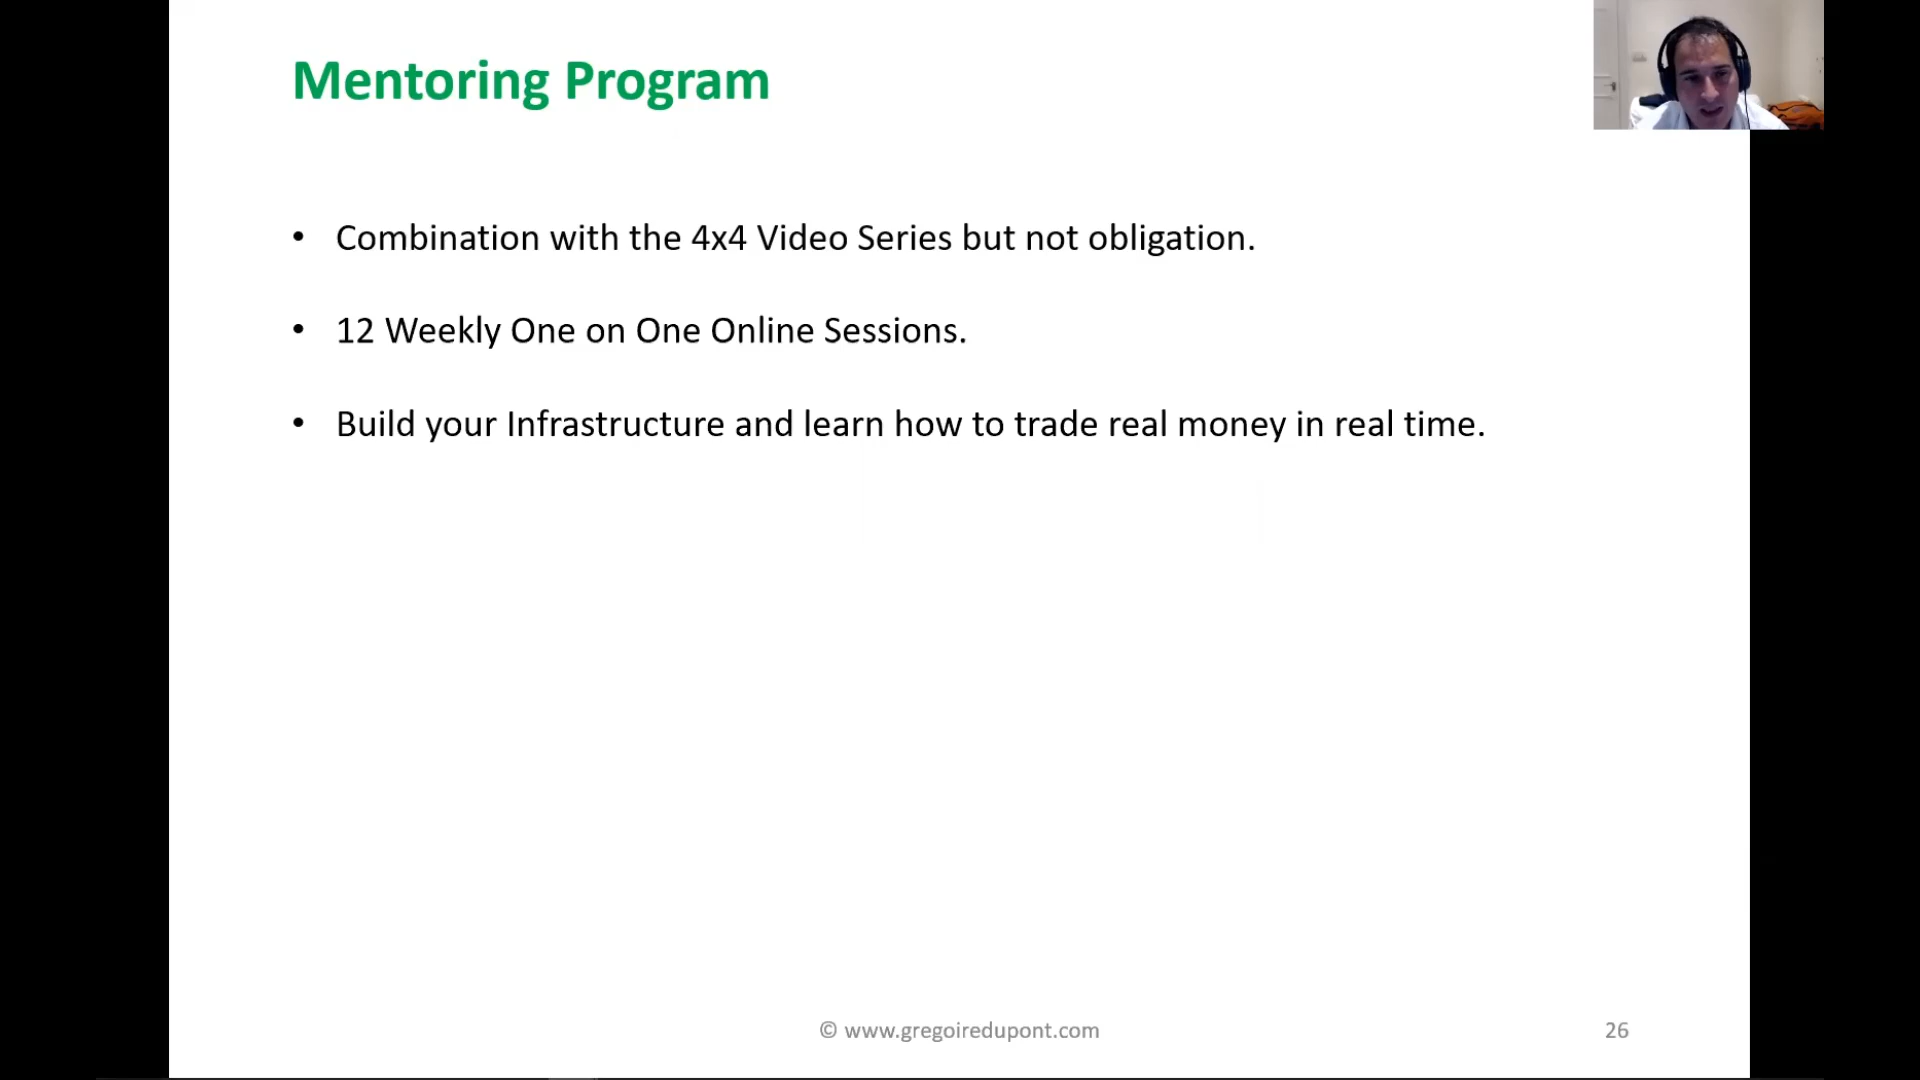 Mentoring Program
• Combination with the 4x4 Video Series but not obligation.
• 12 Weekly One on One Online Sessions.
• Build your Infrastructure and learn how to trade real money in real time.
© www.gregoiredupont.com
26